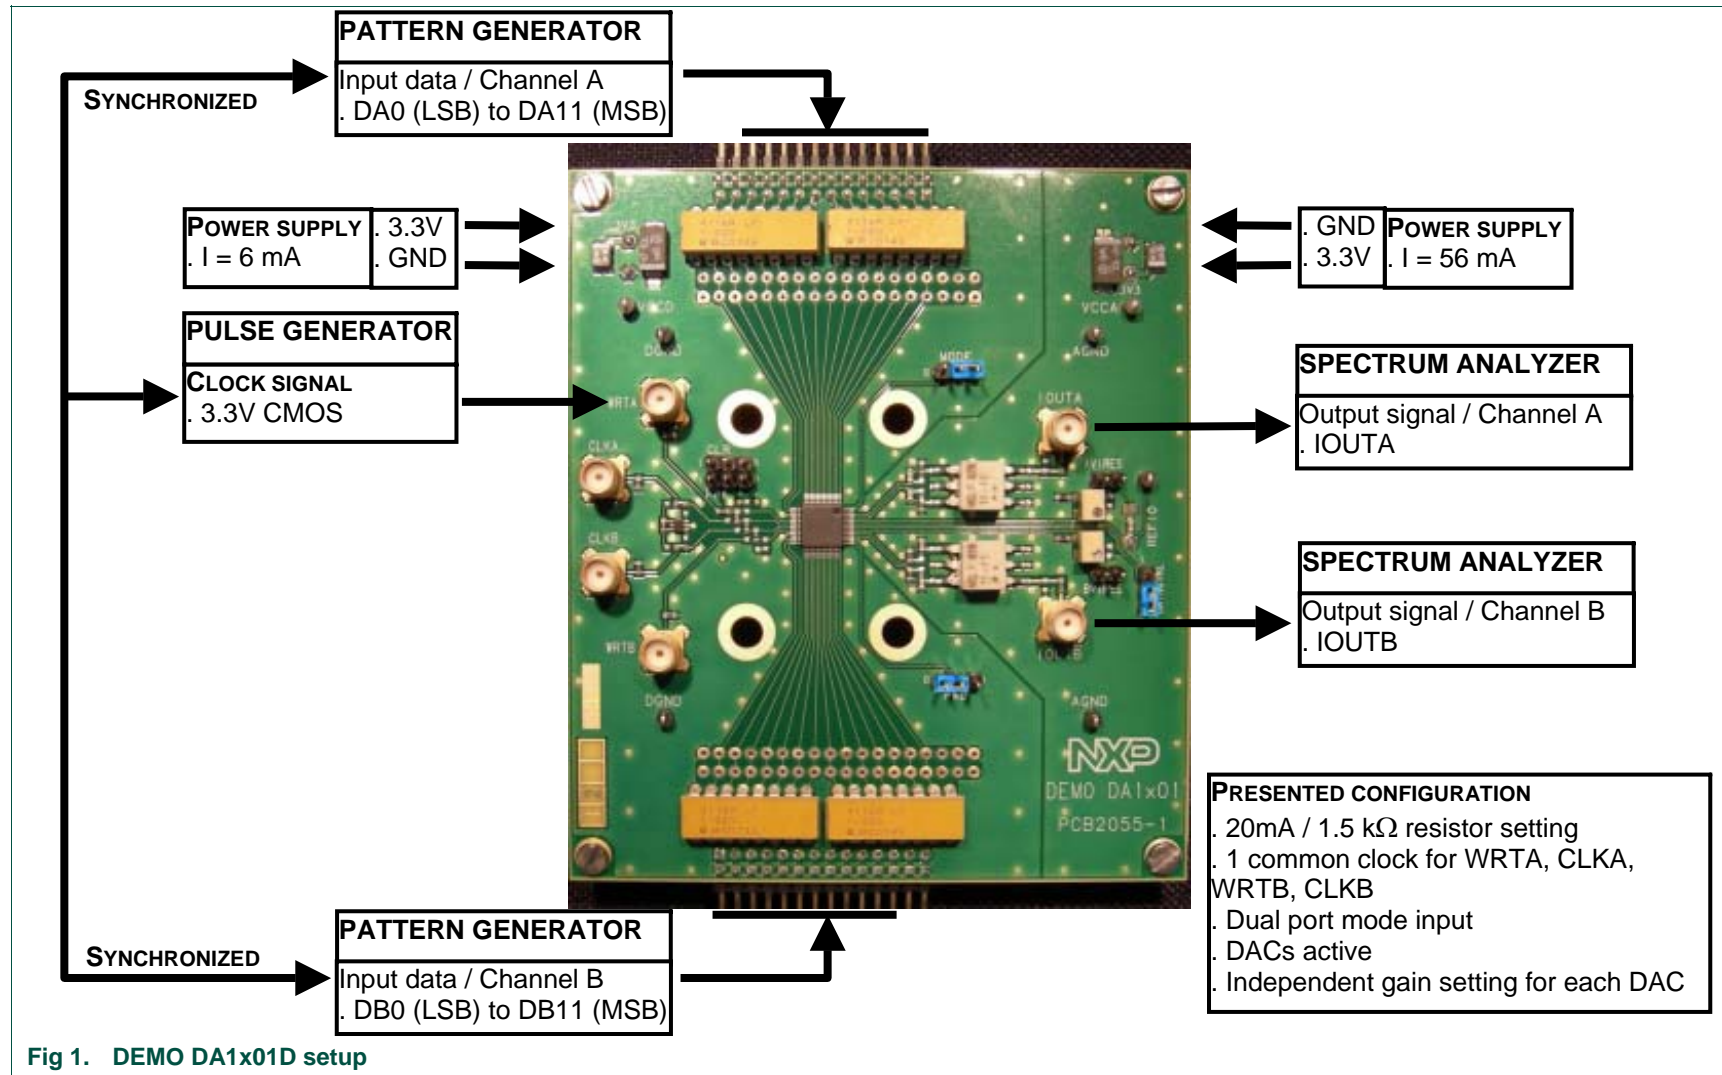 PATTERN GENERATOR
Input data / Channel A
. DA0 (LSB) to DA11 (MSB)
SYNCHRONIZED
POWER SUPPLY
. I = 6 mA
. 3.3V
. GND
. GND
. 3.3V
POWER SUPPLY
. I = 56 mA
PULSE GENERATOR
CLOCK SIGNAL
. 3.3V CMOS
SPECTRUM ANALYZER
Output signal / Channel A
. IOUTA
SPECTRUM ANALYZER
Output signal / Channel B
. IOUTB
3V3
VCCA
AGND
MODE
WRTA
IOUTA
CLKA
REFIO
CLKB
WRTB
DGND
AGND
NXP
DEMO DA1x01
PCB2055-1
PRESENTED CONFIGURATION
. 20mA / 1.5 kΩ resistor setting
. 1 common clock for WRTA, CLKA,
WRTB, CLKB
. Dual port mode input
. DACs active
. Independent gain setting for each DAC
PATTERN GENERATOR
Input data / Channel B
. DB0 (LSB) to DB11 (MSB)
SYNCHRONIZED
Fig 1. DEMO DA1x01D setup